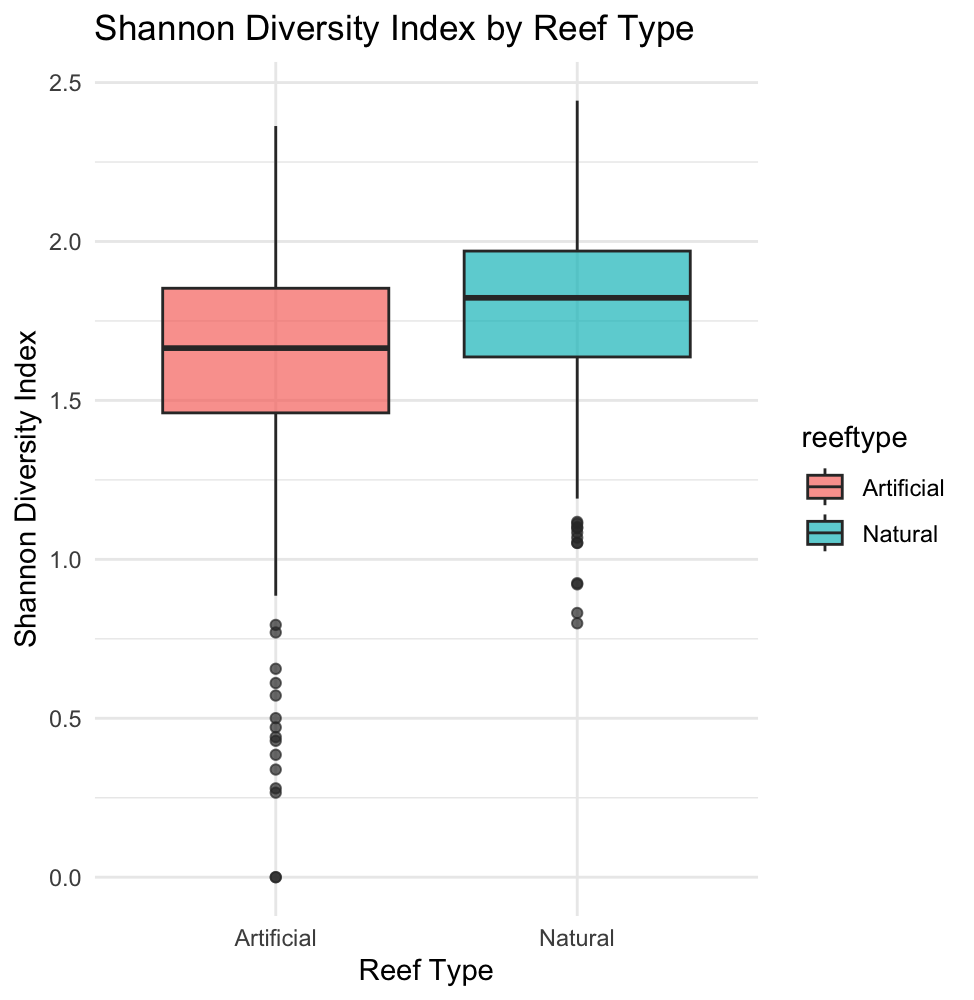 Shannon Diversity Index by Reef Type
Shannon Diversity Index
2.5
2.0
1.5
1.0
0.5
0.0
Artificial
Natural
Reef Type
reeftype
Artificial
Natural